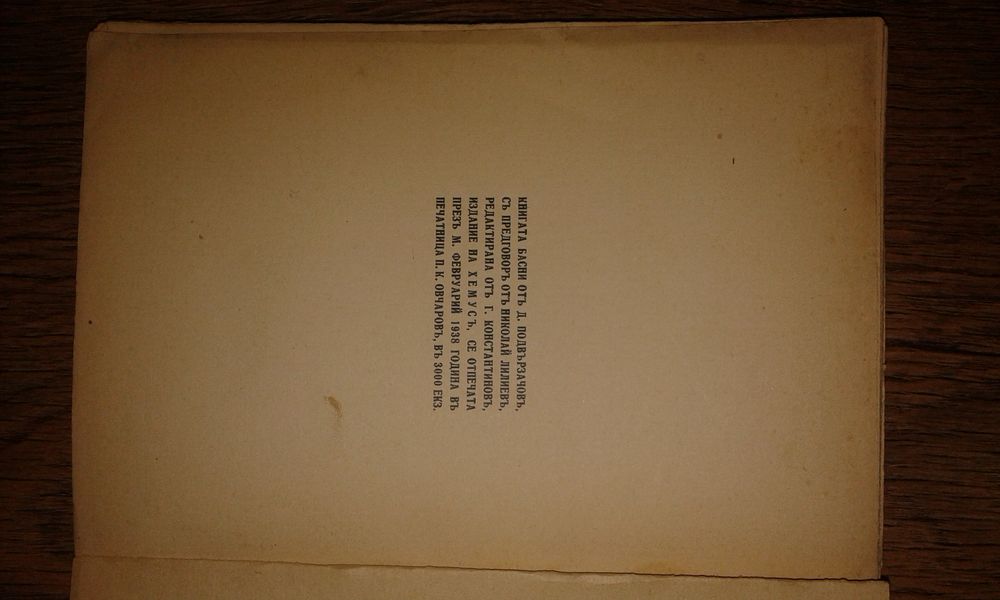 КНИГАТА БАСНИ ОТЪ Д. ПОДВЪРЗАЧОВЪ,
СЪ ПРЕДГОВОРЪ ОТЪ НИКОЛАЙ ЛИЛИЕВЪ,
РЕДАКТИРАНА ОТЪ Г. КОНСТАНТИНОВЪ,
ИЗДАНИЕ НА ХЕМУСЪ, СЕ ОТПЕЧАТА
ПРЕЗЪ М. ФЕВРУАРИЙ 1938 ГОДИНА ВЪ
ПЕЧАТНИЦА П. К. ОВЧАРОВЪ, ВЪ 3000 ЕКЗ.